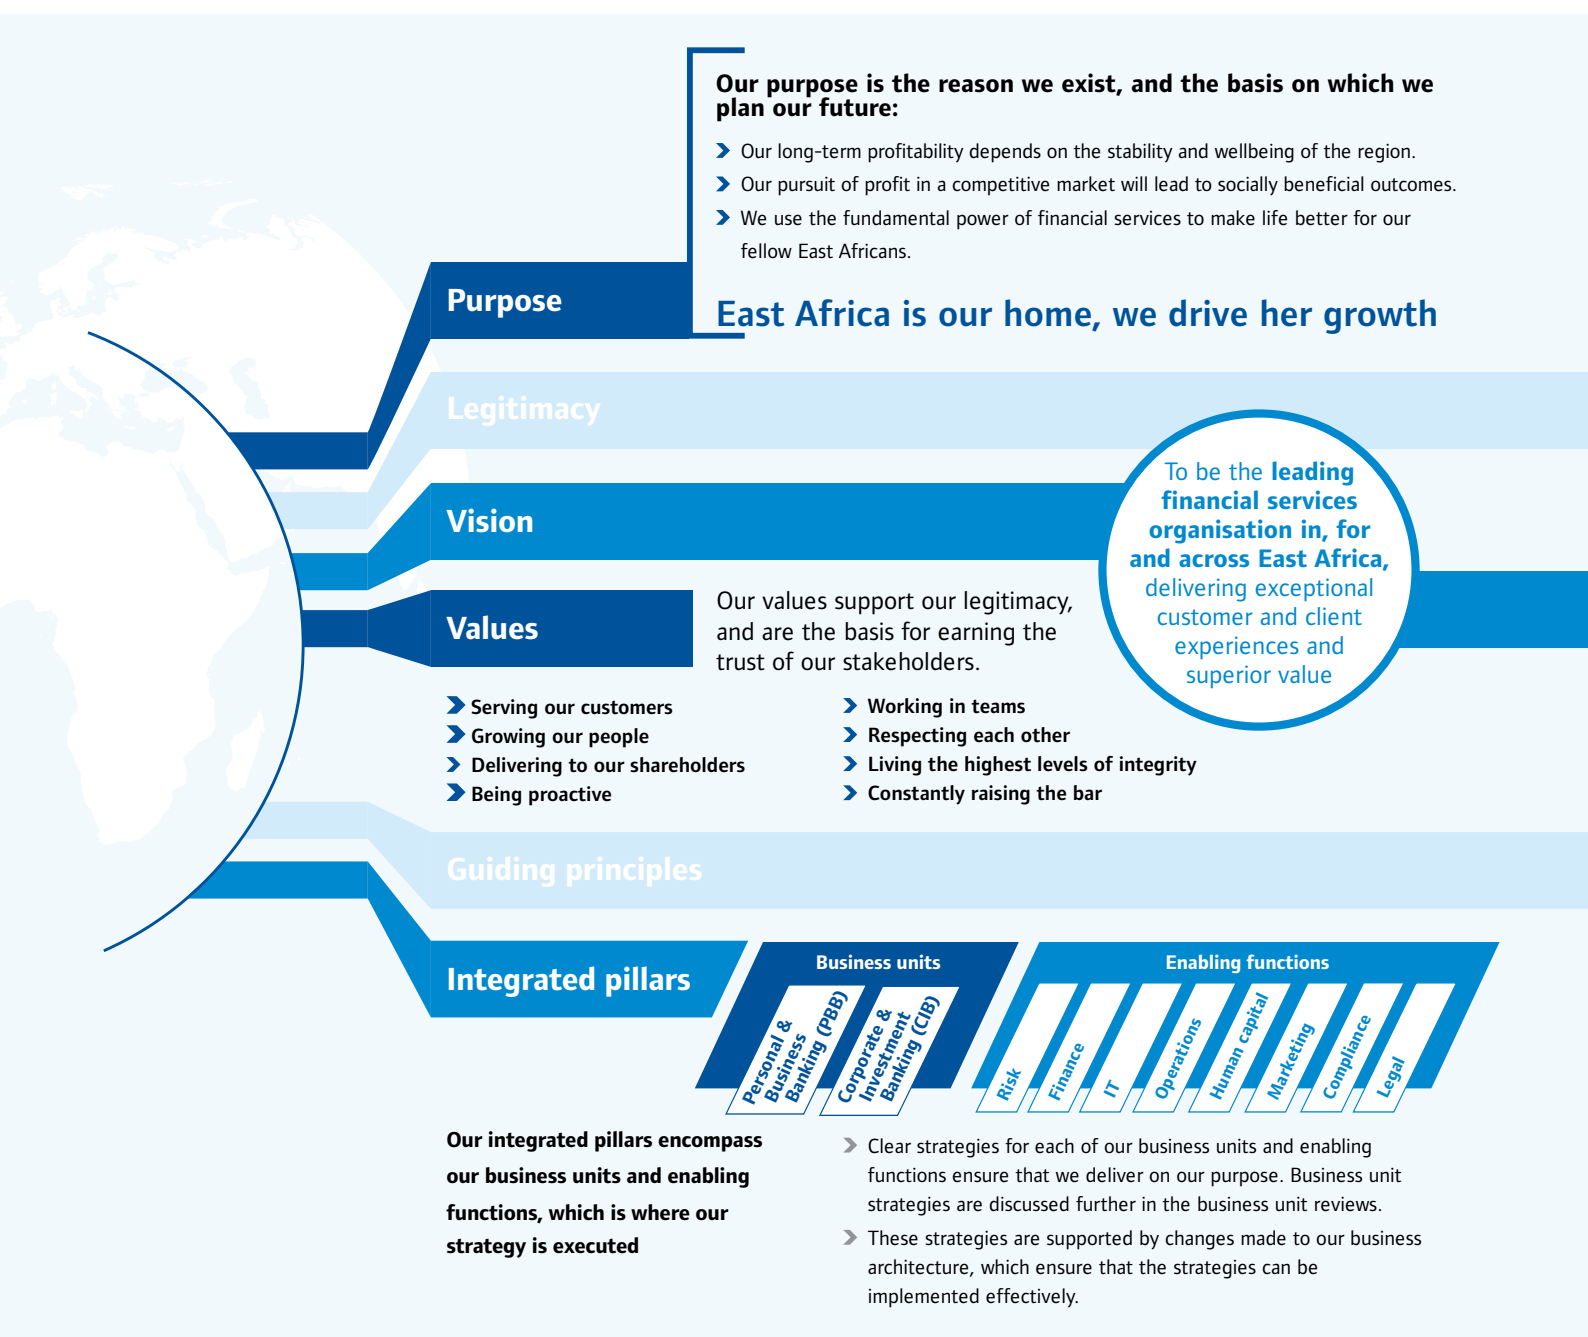 Our purpose is the reason we exist, and the basis on which we
plan our future:
Our long-term profitability depends on the stability and wellbeing of the region.
Our pursuit of profit in a competitive market will lead to socially beneficial outcomes.
We use the fundamental power of financial services to make life better for our
fellow East Africans.
Purpose
East Africa is our home, we drive her growth
Legitimacy
Vision
To be the leading
financial services
organisation in, for
and across East Africa,
delivering exceptional
customer and client
experiences and
superior value
Values
Our values support our legitimacy,
and are the basis for earning the
trust of our stakeholders.
Serving our customers
Growing our people
Delivering to our shareholders
Being proactive
Working in teams
Respecting each other
Living the highest levels of integrity
Constantly raising the bar
Guiding principles
Integrated pillars
Business units
Personal &
Business
Banking (PBB)
Corporate &
Investment
Banking (CIB)
Enabling functions
Risk
Finance
IT
Operations
Human capital
Marketing
Compliance
Legal
Our integrated pillars encompass
our business units and enabling
functions, which is where our
strategy is executed
Clear strategies for each of our business units and enabling
functions ensure that we deliver on our purpose. Business unit
strategies are discussed further in the business unit reviews.
These strategies are supported by changes made to our business
architecture, which ensure that the strategies can be
implemented effectively.